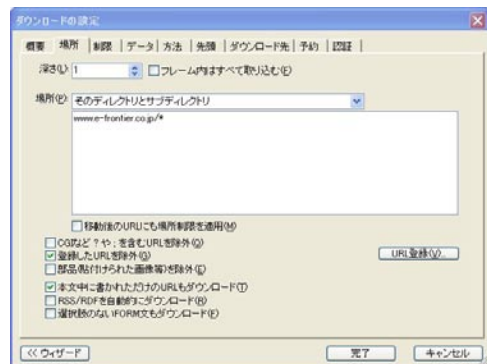 ダウンロードの設定
概要 場所 制限 データ 方法 先頭 ダウンロード先 予約 認証
深さ(L) 1 フレーム内はすべて取り込む(E)
場所(P): そのディレクトリとサブディレクトリ
www.e-frontier.co.jp/*
移動後のURLにも場所制限を適用(M)
CGIなど ? や ; を含むURLを除外(Q)
登録したURLを除外(G) URL登録(V)...
部品(貼付けられた画像等)を除外(E)
本文中に書かれただけのURLもダウンロード(T)
RSS/RDFを自動的にダウンロード(R)
選択肢のないFORM文もダウンロード(F)
<< ウィザード 完了 キャンセル